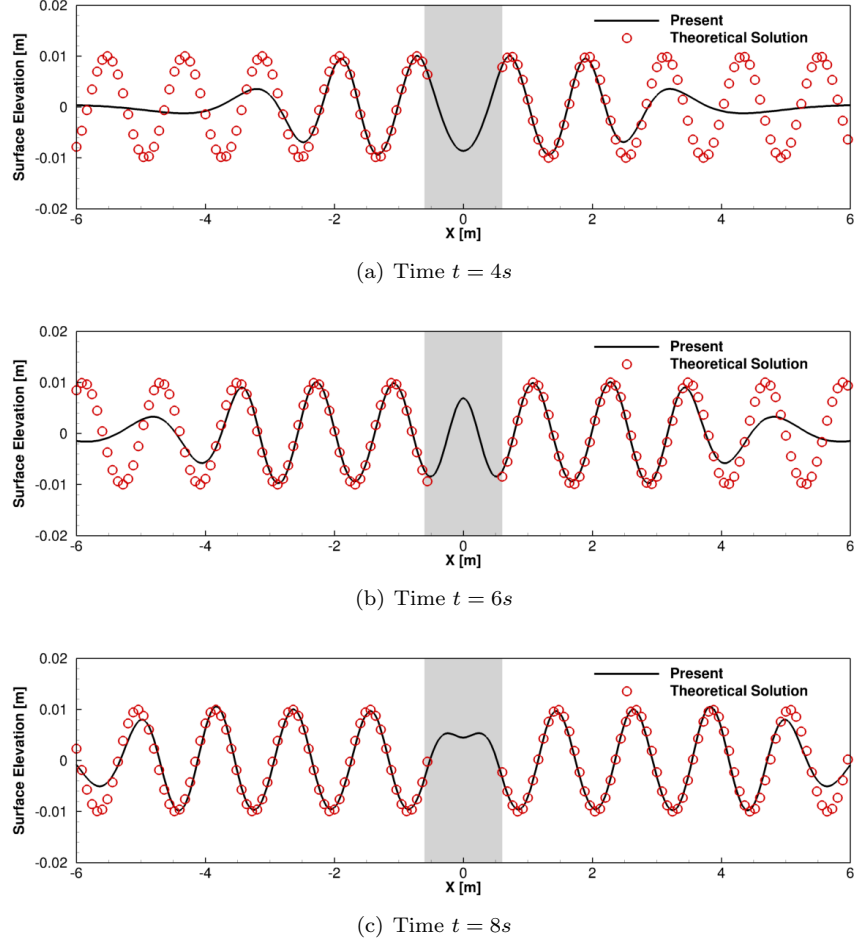 Present
Theoretical Solution
Surface Elevation [m]
0.02
0.01
0
-0.01
-0.02
-6 -4 -2 0 2 4 6
X [m]
(a) Time t = 4s
Present
Theoretical Solution
Surface Elevation [m]
0.02
0.01
0
-0.01
-0.02
-6 -4 -2 0 2 4 6
X [m]
(b) Time t = 6s
Present
Theoretical Solution
Surface Elevation [m]
0.02
0.01
0
-0.01
-0.02
-6 -4 -2 0 2 4 6
X [m]
(c) Time t = 8s